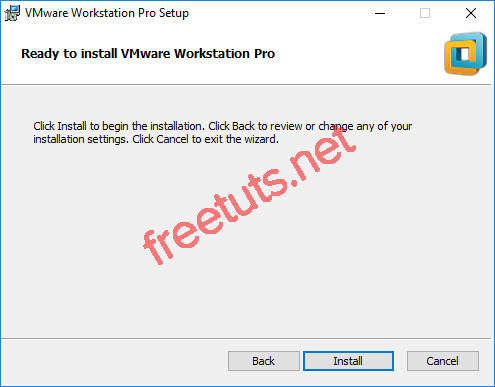 VMware Workstation Pro Setup
Ready to install VMware Workstation Pro
Click Install to begin the installation. Click Back to review or change any of your
installation settings. Click Cancel to exit the wizard.
freetuts.net
Back Install Cancel